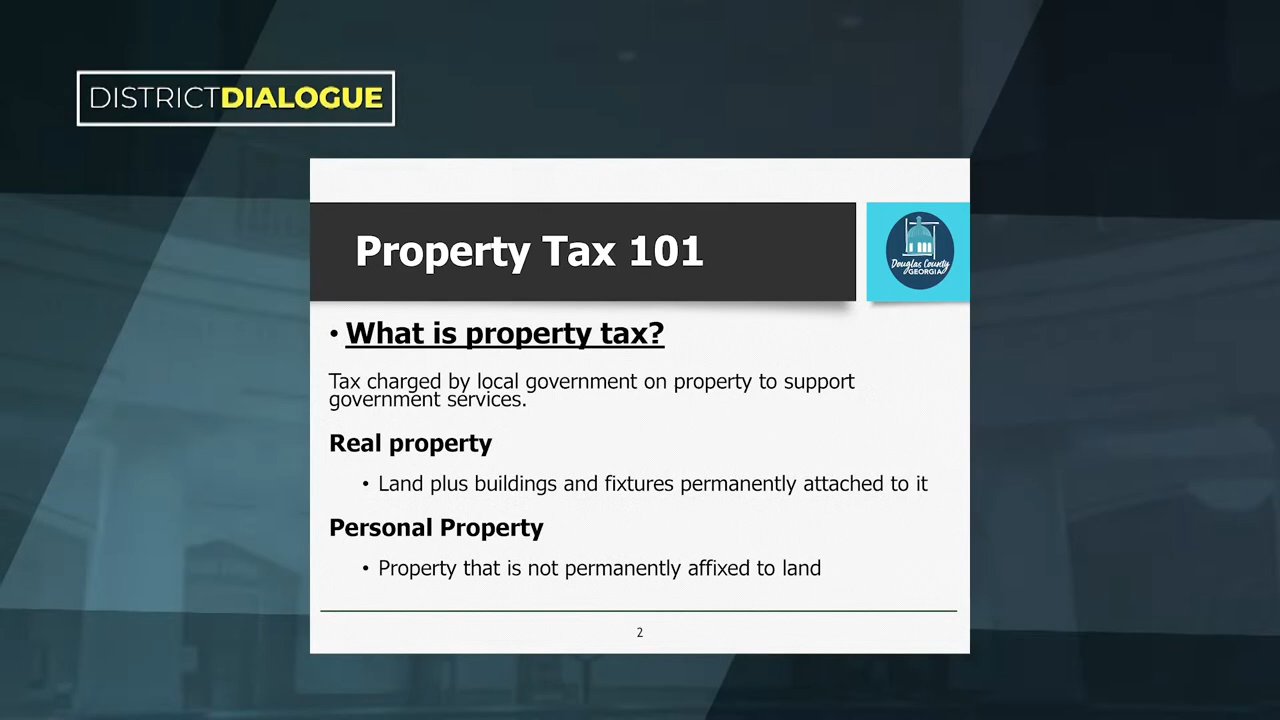 DISTRICTDIALOGUE
Property Tax 101
Douglas County
GEORGIA
• What is property tax?
Tax charged by local government on property to support
government services.
Real property
• Land plus buildings and fixtures permanently attached to it
Personal Property
• Property that is not permanently affixed to land
2